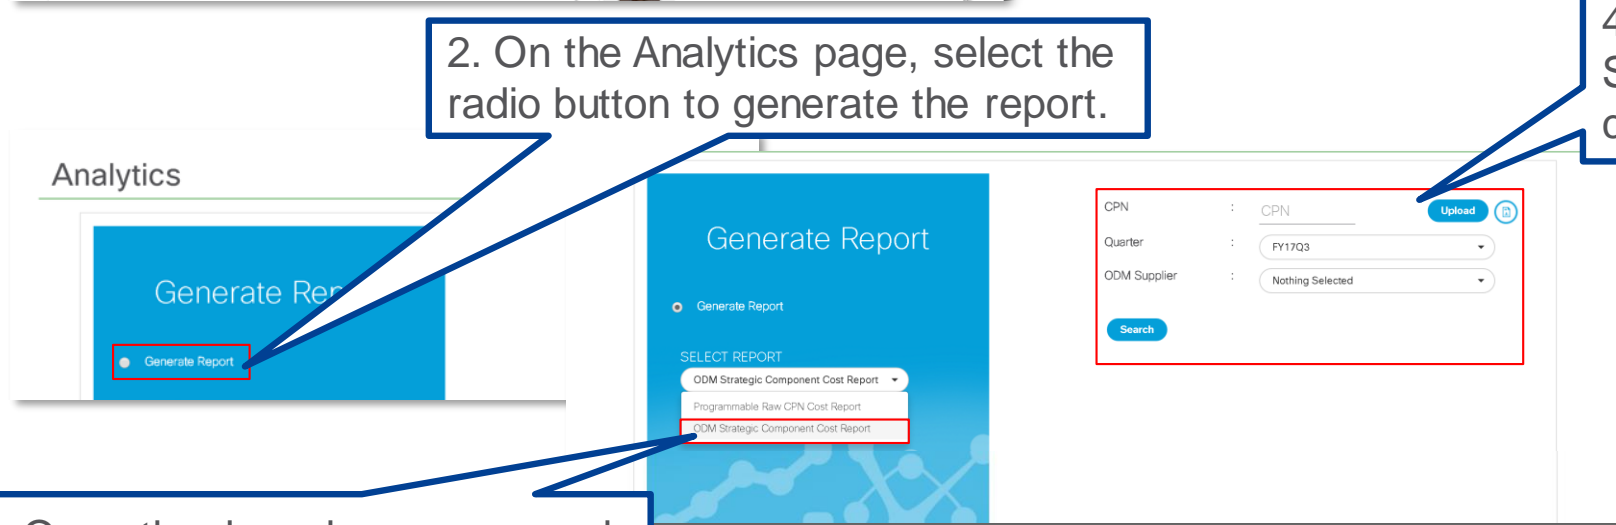 2. On the Analytics page, select the
radio button to generate the report.
4
S
Analytics
Generate Rep
Generate Report
Generate Report
Generate Report
SELECT REPORT
ODM Strategic Component Cost Report
Programmable Raw CPN Cost Report
ODM Strategic Component Cost Report
CPN : CPN Upload
Quarter : FY17Q3
ODM Supplier : Nothing Selected
Search